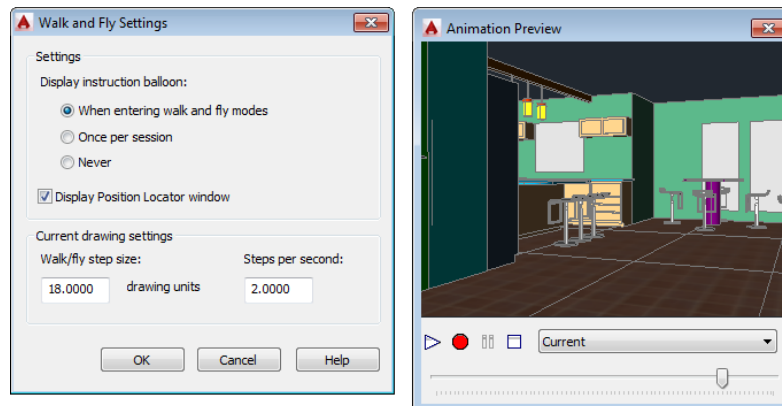 Walk and Fly Settings
Settings
Display instruction balloon:
When entering walk and fly modes
Once per session
Never
Display Position Locator window
Current drawing settings
Walk/fly step size: Steps per second:
18.0000 drawing units 2.0000
OK Cancel Help
Animation Preview
Current